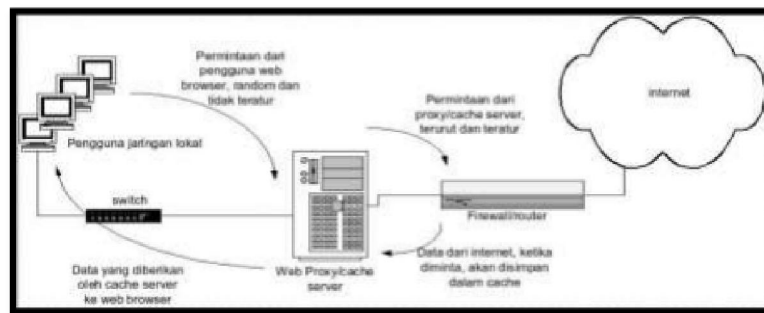 Permintaan dari
pengguna web
browser, random dan
tidak teratur
Permintaan dari
proxy/cache server,
terurut dan teratur
internet
Pengguna jaringan lokal
switch
Firewall/router
Data yang diberikan
oleh cache server
ke web browser
Web Proxy/cache
server
Data dari internet, ketika
diminta, akan disimpan
dalam cache